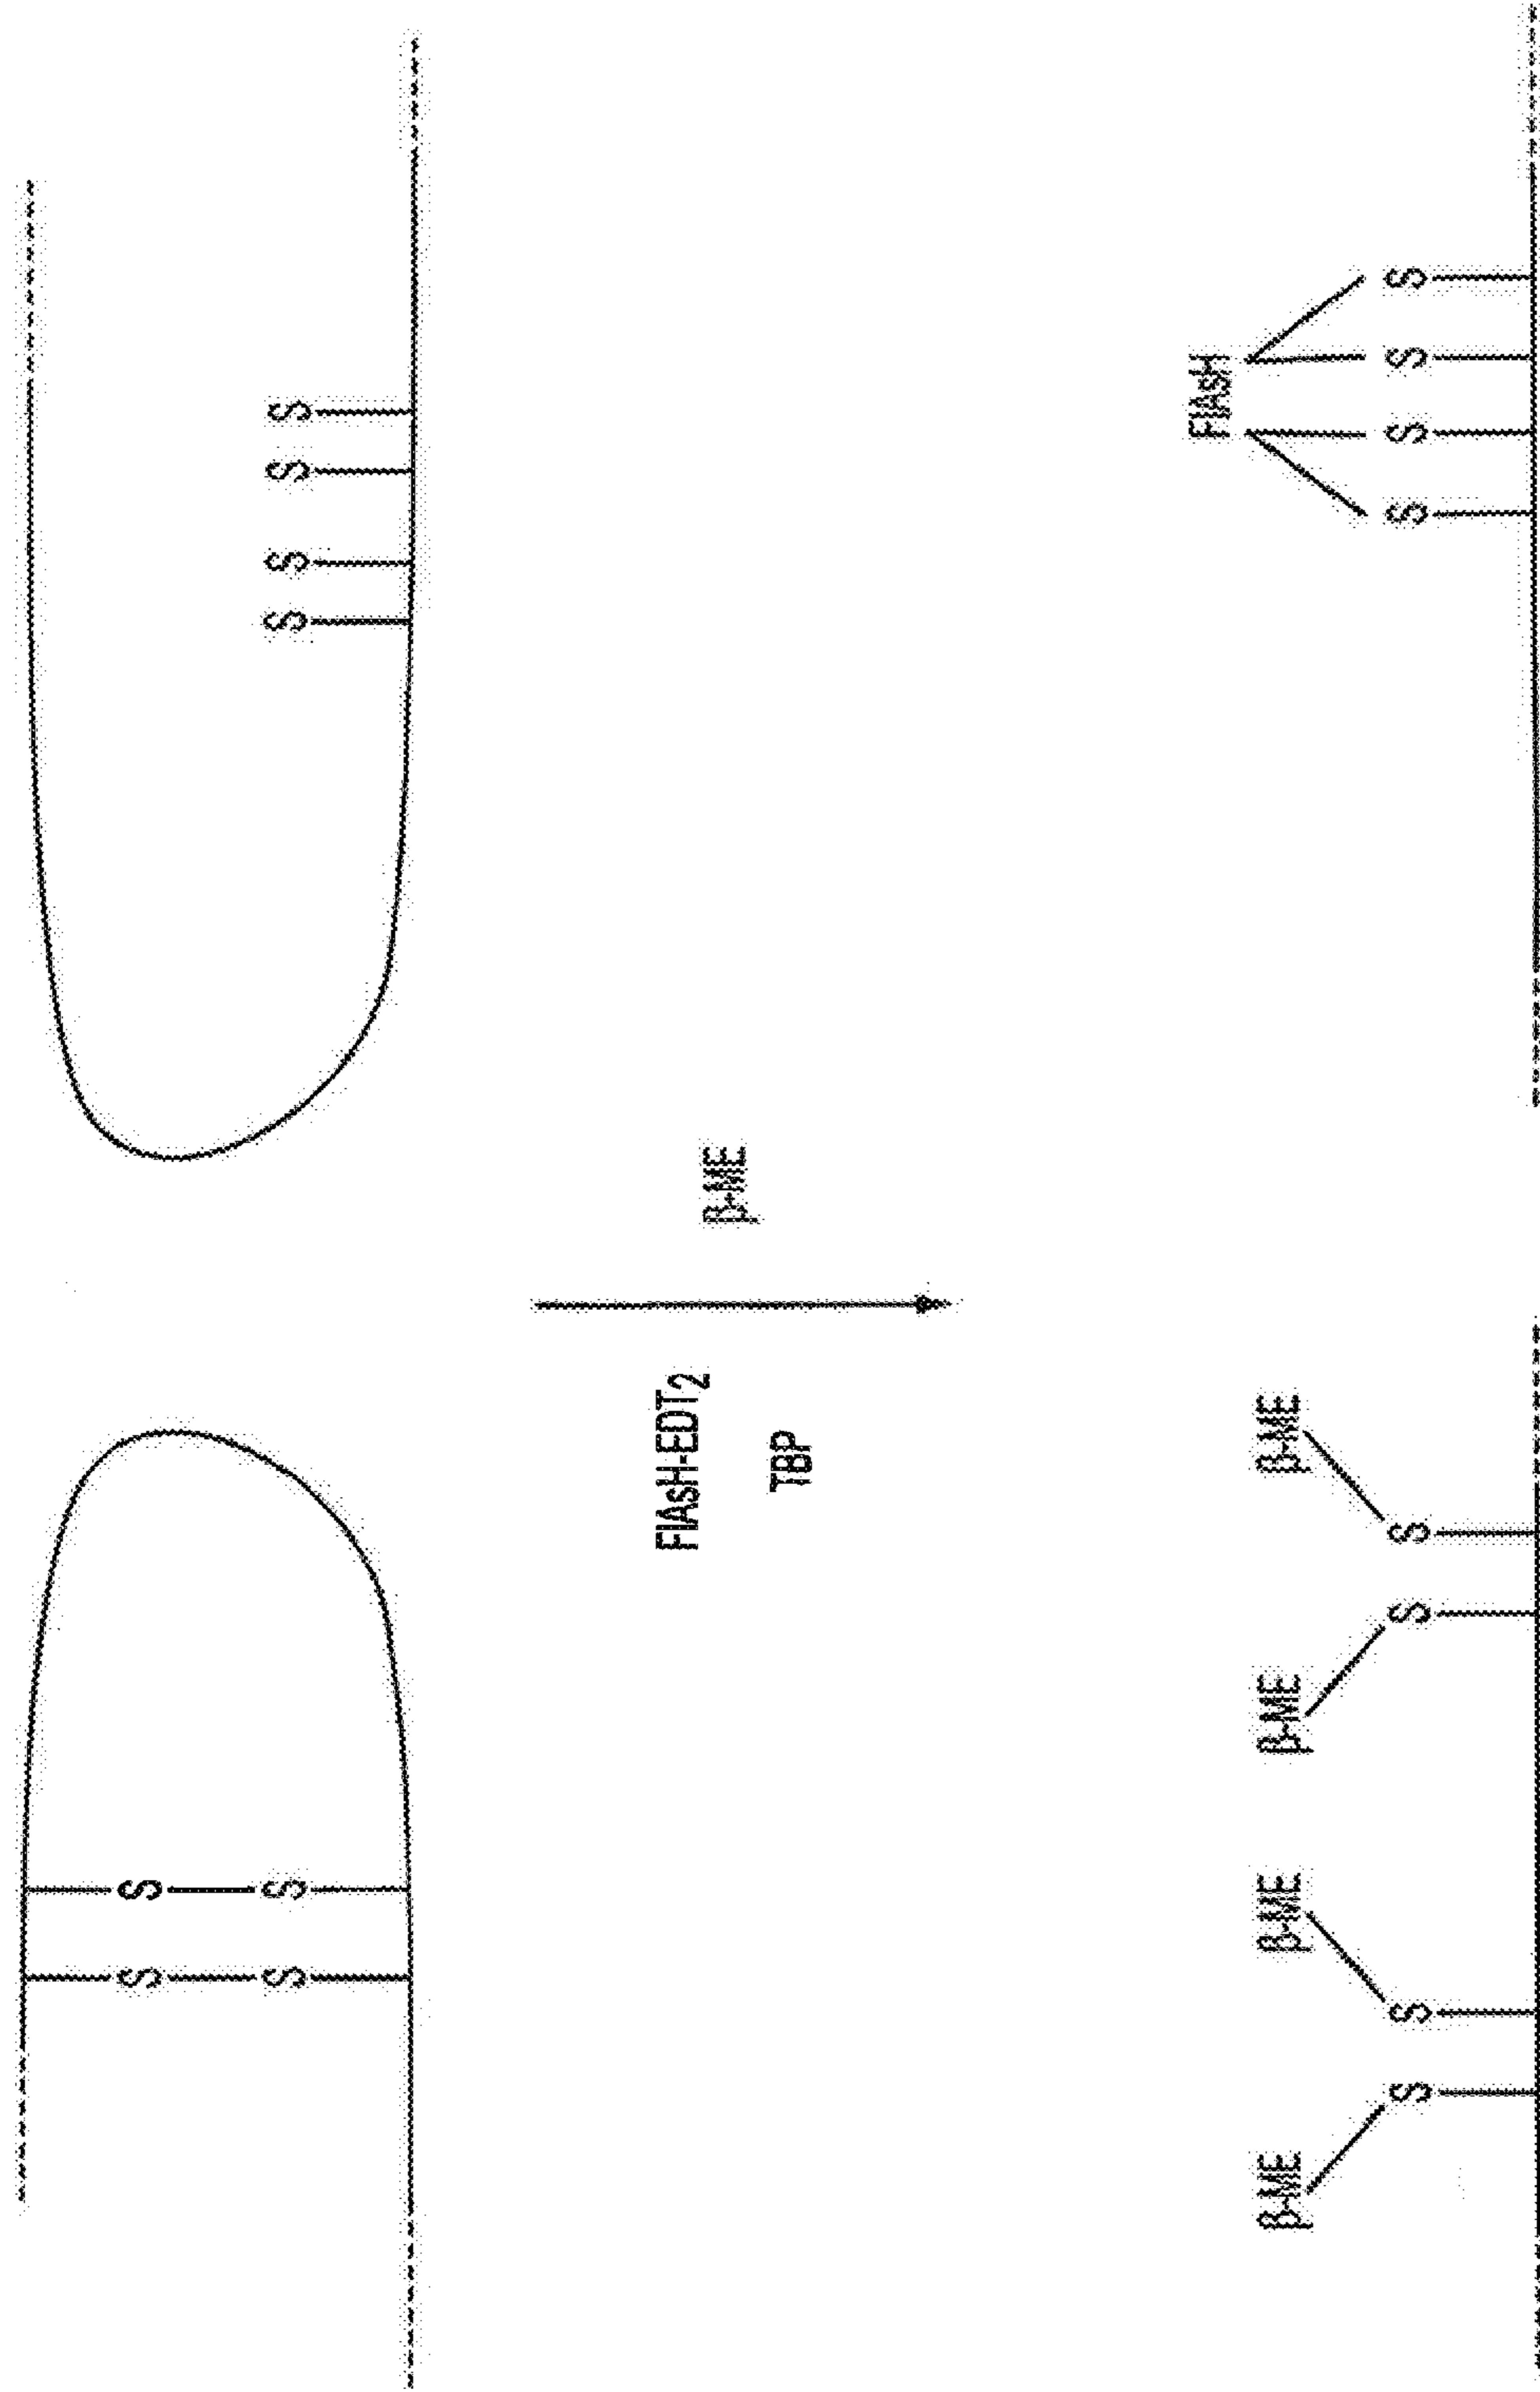 S S
S S S S S S
FlAsH-EDT₂ β-ME
TBP
FlAsH
β-ME β-ME β-ME β-ME
S S S S S S S S